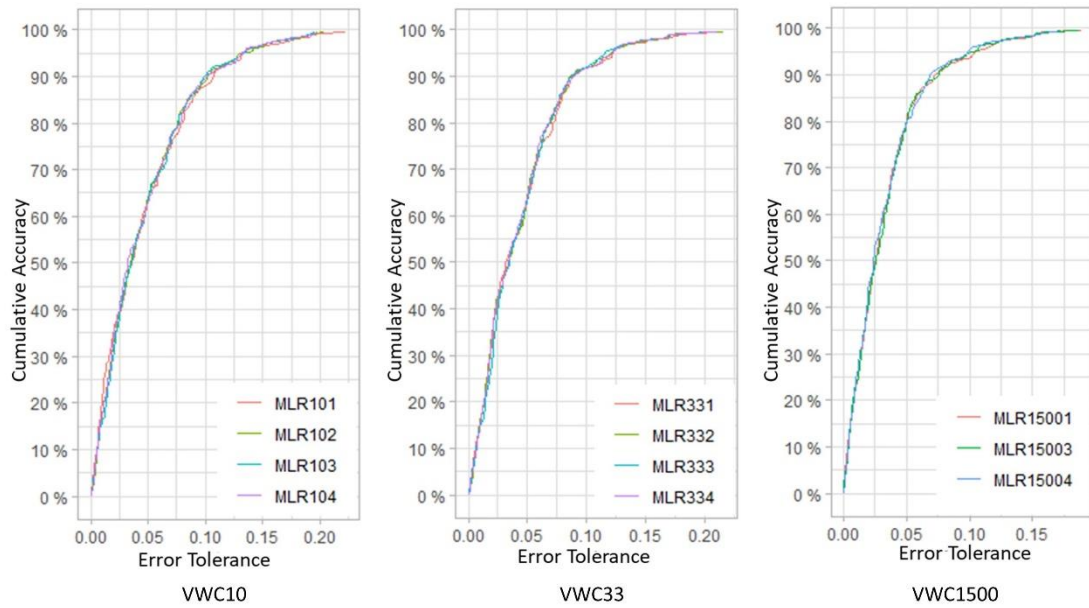 Cumulative Accuracy
100 %
90 %
80 %
70 %
60 %
50 %
40 %
30 %
20 %
10 %
0 %
MLR101
MLR102
MLR103
MLR104
0.00 0.05 0.10 0.15 0.20
Error Tolerance
VWC10
Cumulative Accuracy
100 %
90 %
80 %
70 %
60 %
50 %
40 %
30 %
20 %
10 %
0 %
MLR331
MLR332
MLR333
MLR334
0.00 0.05 0.10 0.15 0.20
Error Tolerance
VWC33
Cumulative Accuracy
100 %
90 %
80 %
70 %
60 %
50 %
40 %
30 %
20 %
10 %
0 %
MLR15001
MLR15003
MLR15004
0.00 0.05 0.10 0.15
Error Tolerance
VWC1500